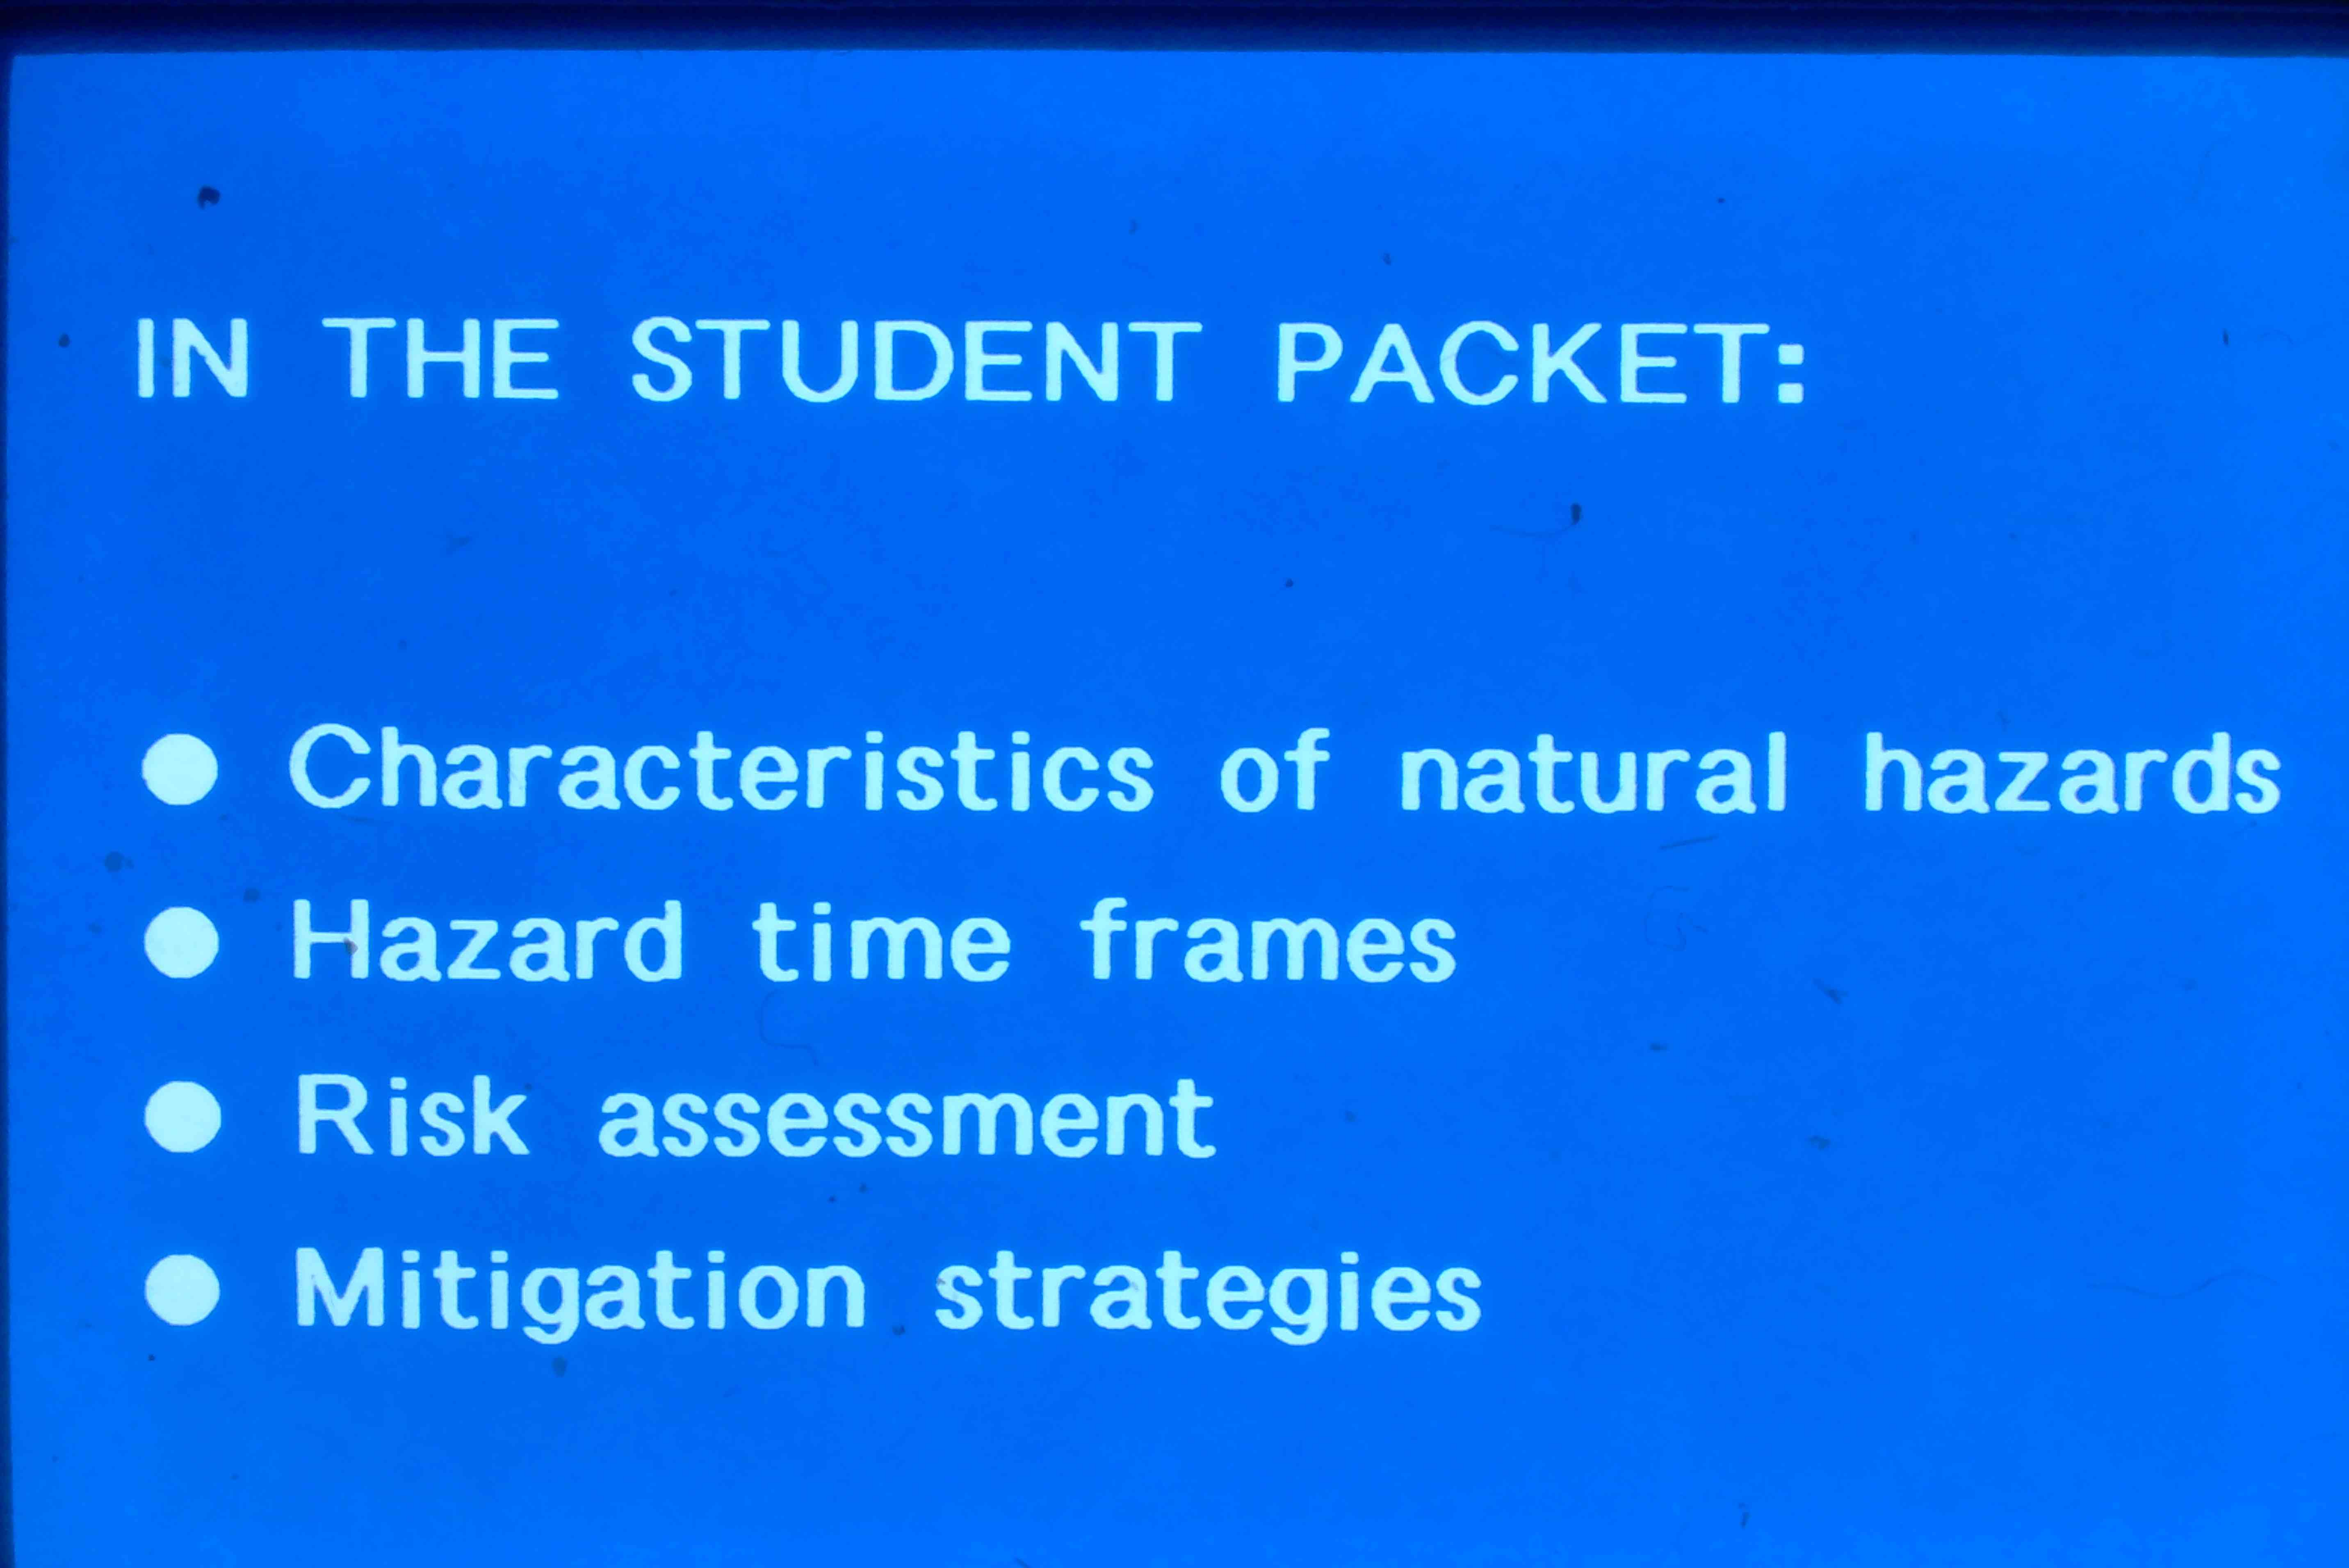 IN THE STUDENT PACKET:
● Characteristics of natural hazards
● Hazard time frames
● Risk assessment
● Mitigation strategies